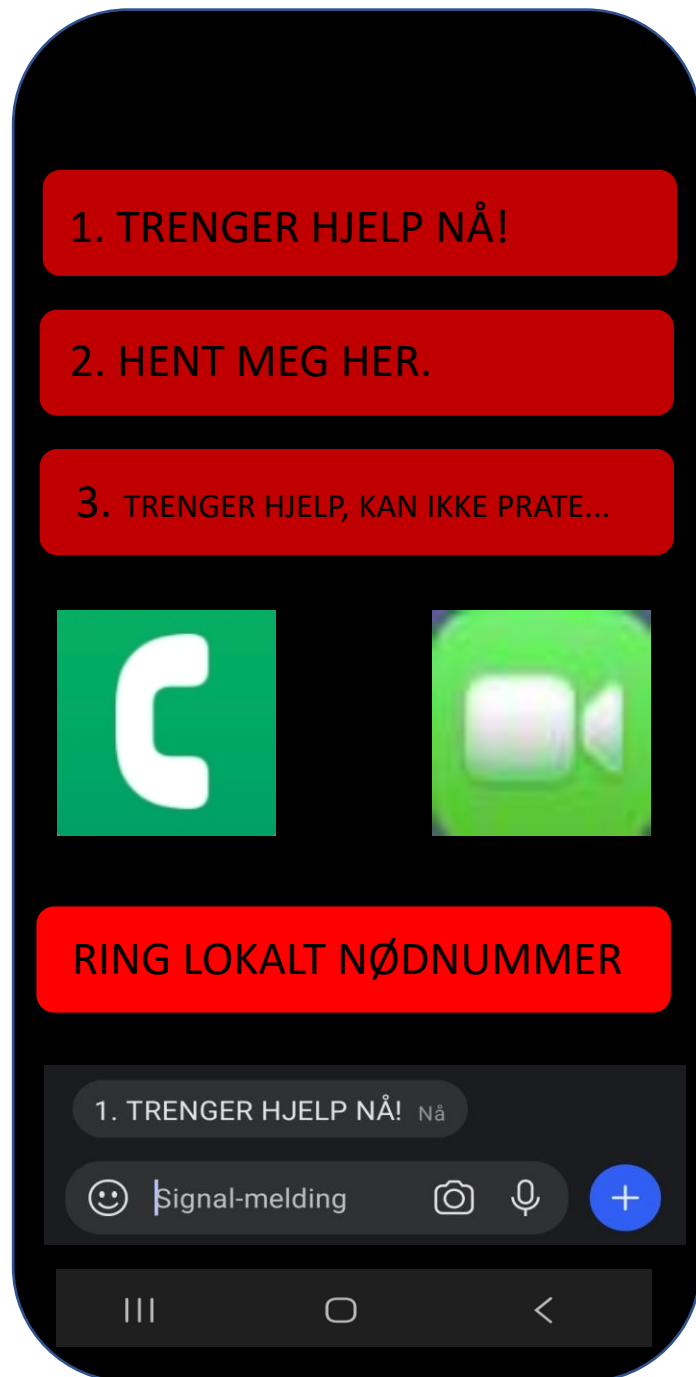 1. TRENGER HJELP NÅ!
2. HENT MEG HER.
3. TRENGER HJELP, KAN IKKE PRATE...
RING LOKALT NØDNUMMER
1. TRENGER HJELP NÅ! Nå
Signal-melding